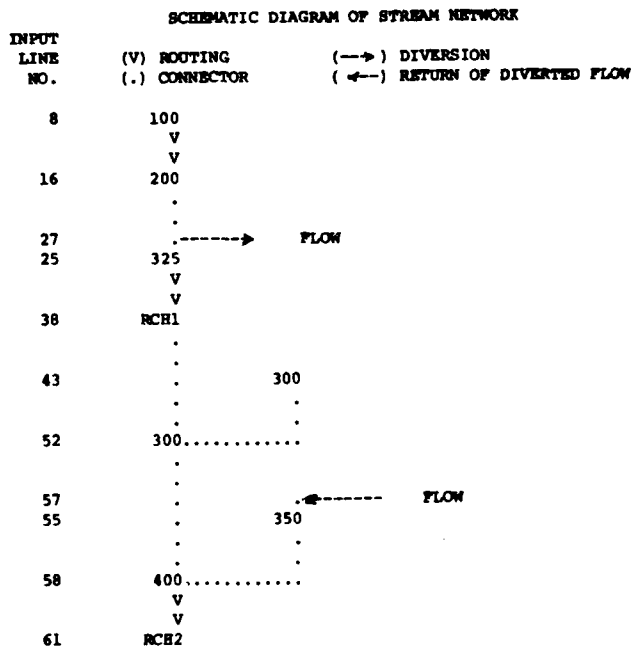 SCHEMATIC DIAGRAM OF STREAM NETWORK
INPUT
LINE (V) ROUTING (--->) DIVERSION
NO. (.) CONNECTOR (<---) RETURN OF DIVERTED FLOW
8 100
V
V
16 200
.
.
27 .-------> FLOW
25 325
V
V
38 RCH1
.
.
43 . 300
. .
. .
52 300............
.
.
57 . .<------- FLOW
55 . 350
. .
. .
58 400............
V
V
61 RCH2